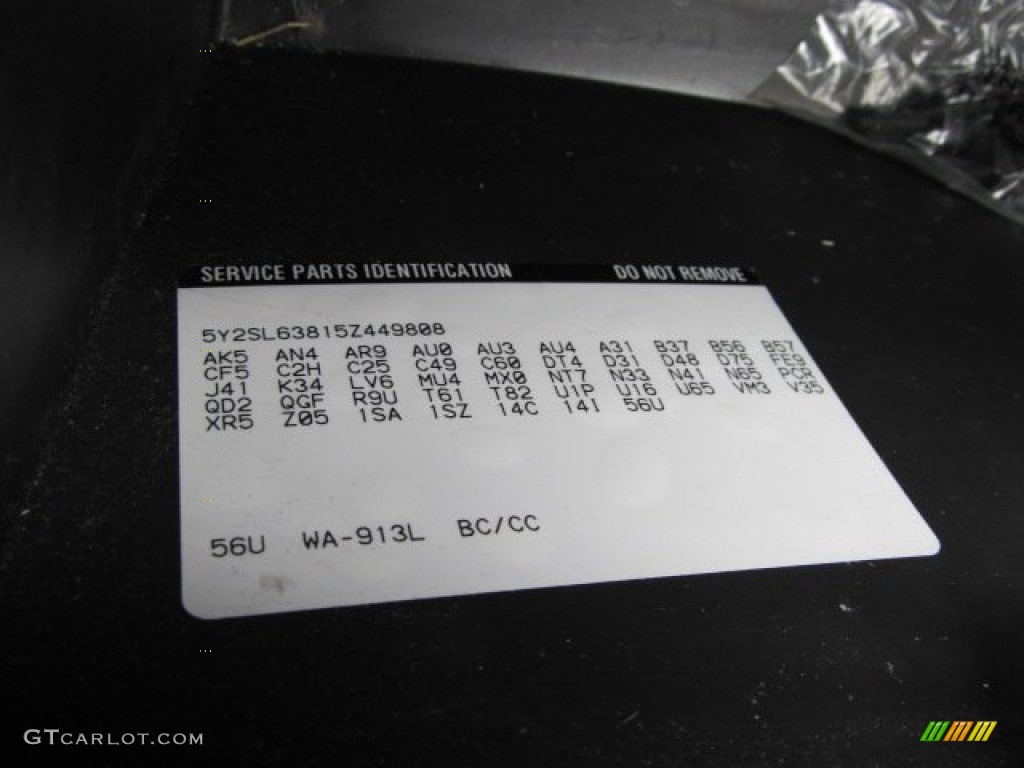 SERVICE PARTS IDENTIFICATION DO NOT REMOVE
5Y2SL63815Z449808
AK5 AN4 AR9 AU0 AU3 AU4 A31 B37 B56 B57
CF5 C2H C25 C49 C60 DT4 D31 D48 D75 FE9
J41 K34 LV6 MU4 MX0 NT7 N33 N41 N65 PCR
QD2 QGF R9U T61 T82 U1P U16 U65 VM3 V35
XR5 Z05 1SA 1SZ 14C 141 56U
56U WA-913L BC/CC
GTCARLOT.COM